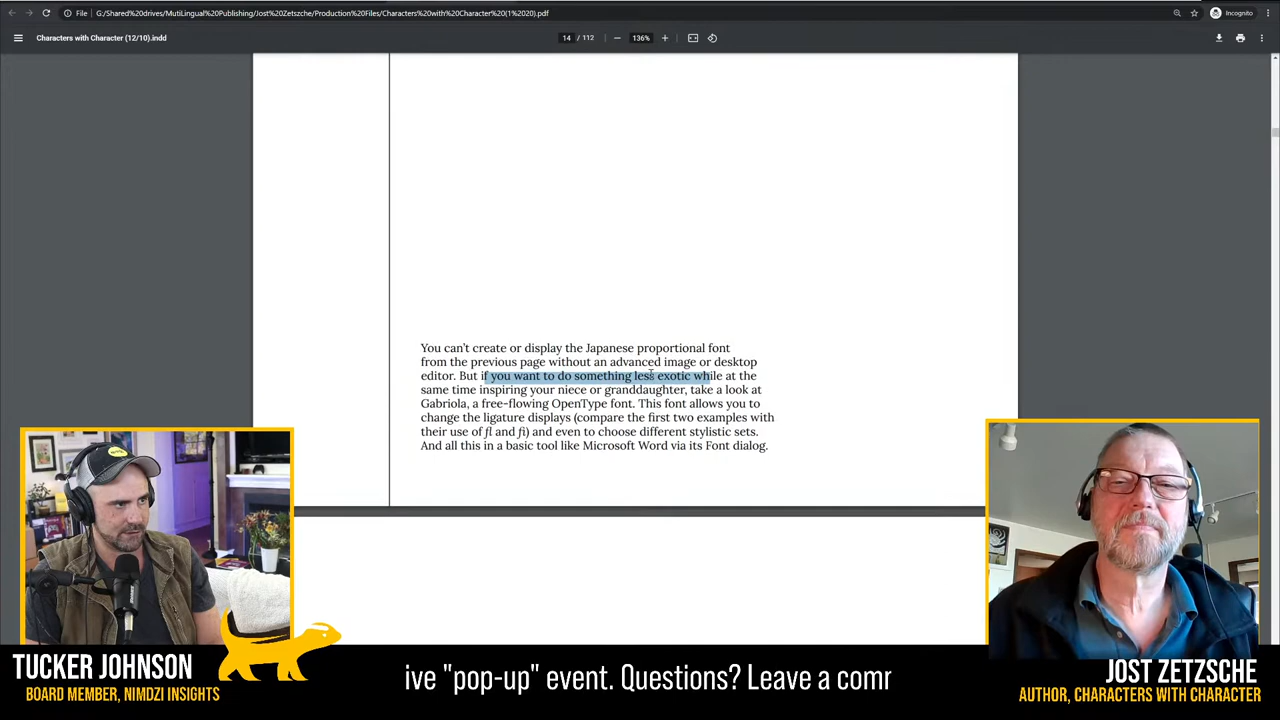 File
G:/Shared%20drives/MutiLingual%20Publishing/Jost%20Zetzsche/Production%20Files/Characters%20with%20Character%20(1%2020).pdf
Incognito
Characters with Character (12/10).indd
14 / 112
136%
You can't create or display the Japanese proportional font
from the previous page without an advanced image or desktop
editor. But if you want to do something less exotic while at the
same time inspiring your niece or granddaughter, take a look at
Gabriola, a free-flowing OpenType font. This font allows you to
change the ligature displays (compare the first two examples with
their use of fl and fi) and even to choose different stylistic sets.
And all this in a basic tool like Microsoft Word via its Font dialog.
TUCKER JOHNSON
BOARD MEMBER, NIMDZI INSIGHTS
ive "pop-up" event. Questions? Leave a comr
JOST ZETZSCHE
AUTHOR, CHARACTERS WITH CHARACTER